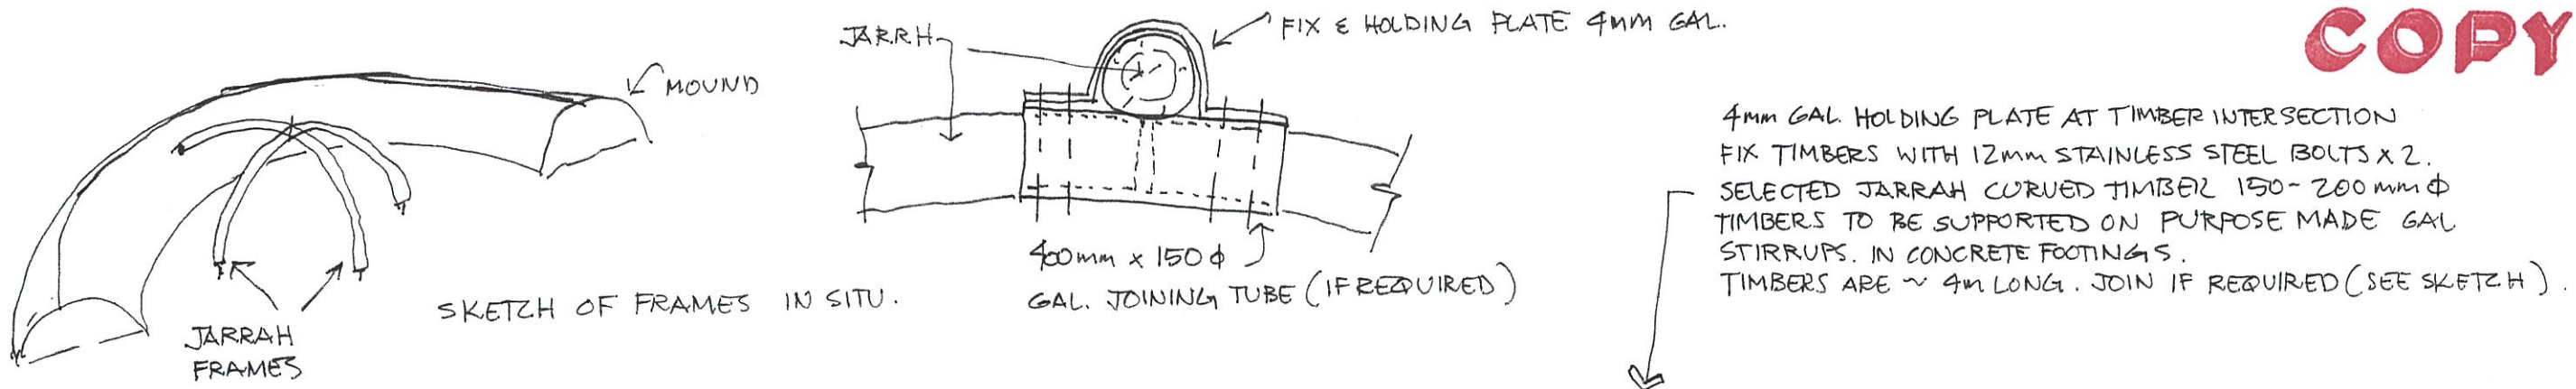 COPY
MOUND
JARRAH
FRAMES
SKETCH OF FRAMES IN SITU.
JARRH
FIX & HOLDING PLATE 4mm GAL.
400mm x 150 φ
GAL. JOINING TUBE (IF REQUIRED)
4mm GAL. HOLDING PLATE AT TIMBER INTERSECTION
FIX TIMBERS WITH 12mm STAINLESS STEEL BOLTS x 2.
SELECTED JARRAH CURVED TIMBER 150~200mm φ
TIMBERS TO BE SUPPORTED ON PURPOSE MADE GAL
STIRRUPS. IN CONCRETE FOOTINGS.
TIMBERS ARE ~ 4m LONG. JOIN IF REQUIRED (SEE SKETCH).